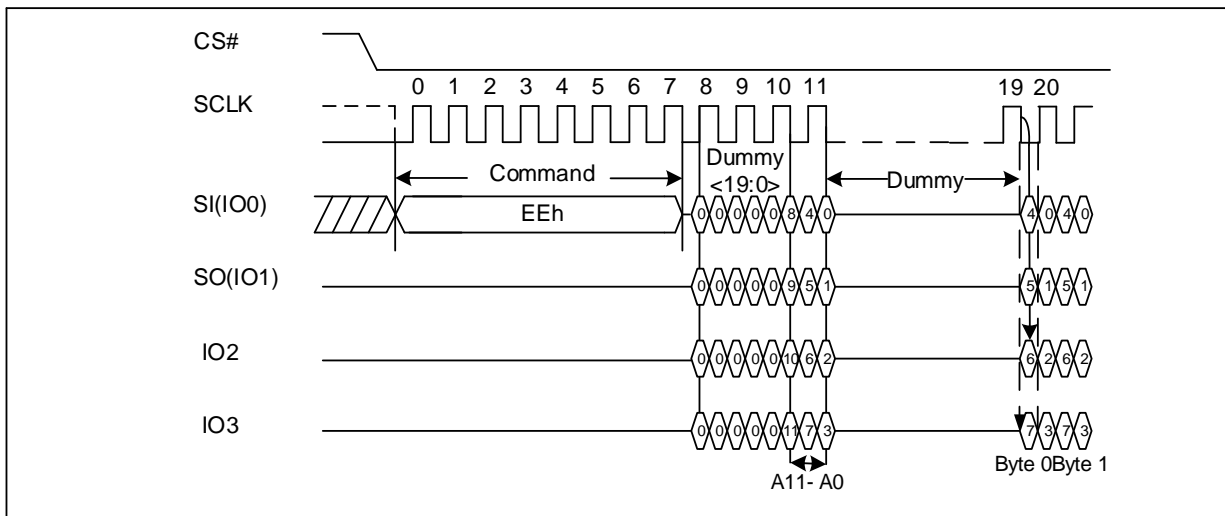 CS#
0 1 2 3 4 5 6 7 8 9 10 11 19 20
SCLK
Command
Dummy
<19:0>
Dummy
SI(IO0)
EEh
0 0 0 0 0 8 4 0
4 0 4 0
SO(IO1)
0 0 0 0 0 9 5 1
5 1 5 1
IO2
0 0 0 0 0 10 6 2
6 2 6 2
IO3
0 0 0 0 0 11 7 3
7 3 7 3
Byte 0Byte 1
A11- A0